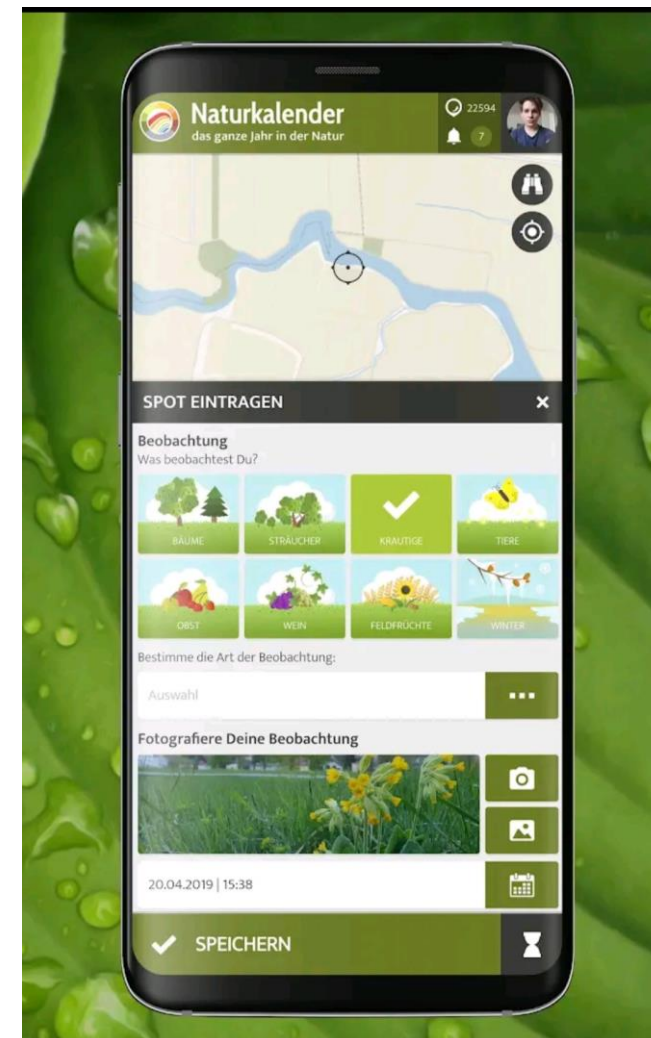 Naturkalender
das ganze Jahr in der Natur
22594
7
SPOT EINTRAGEN
Beobachtung
Was beobachtest Du?
BÄUME
STRÄUCHER
KRAUTIGE
TIERE
OBST
WEIN
FELDFRÜCHTE
WINTER
Bestimme die Art der Beobachtung:
Auswahl
Fotografiere Deine Beobachtung
20.04.2019 | 15:38
SPEICHERN